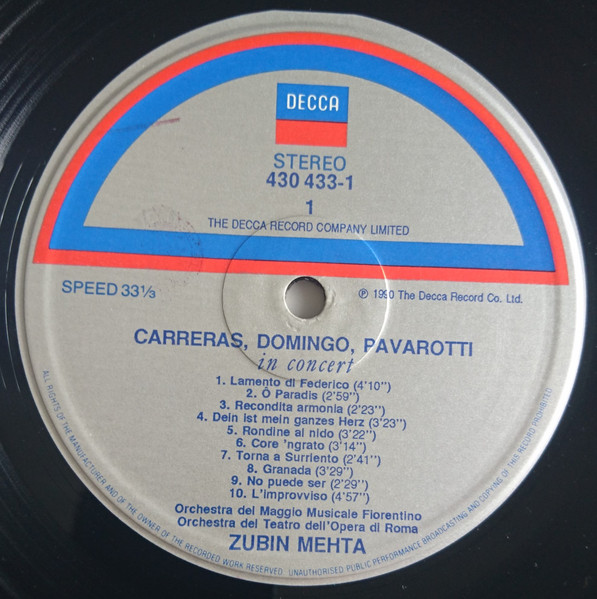 DECCA
STEREO
430 433-1
1
THE DECCA RECORD COMPANY LIMITED
SPEED 33⅓
℗ 1990 The Decca Record Co. Ltd.
CARRERAS, DOMINGO, PAVAROTTI
in concert
1. Lamento di Federico (4'10'')
2. Ô Paradis (2'59'')
3. Recondita armonia (2'23'')
4. Dein ist mein ganzes Herz (3'23'')
5. Rondine al nido (3'22'')
6. Core 'ngrato (3'14'')
7. Torna a Surriento (2'41'')
8. Granada (3'29'')
9. No puede ser (2'29'')
10. L'improvviso (4'57'')
Orchestra del Maggio Musicale Fiorentino
Orchestra del Teatro dell'Opera di Roma
ZUBIN MEHTA
ALL RIGHTS OF THE MANUFACTURER AND OF THE OWNER OF THE RECORDED WORK RESERVED. UNAUTHORISED PUBLIC PERFORMANCE BROADCASTING AND COPYING OF THIS RECORD PROHIBITED